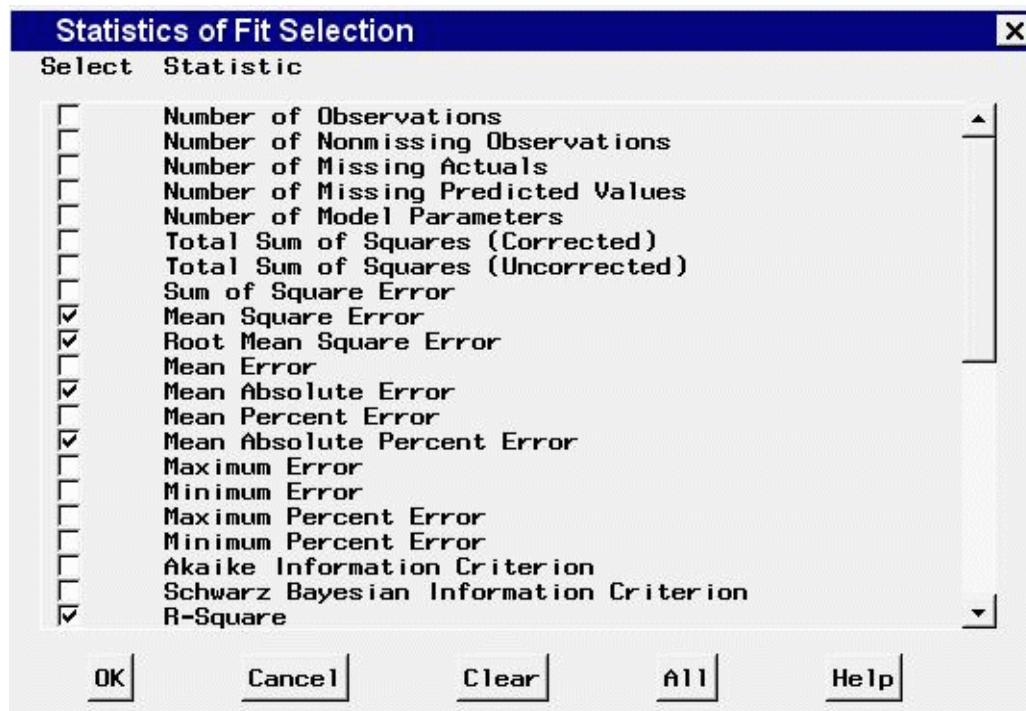 Statistics of Fit Selection
Select Statistic
Number of Observations
Number of Nonmissing Observations
Number of Missing Actuals
Number of Missing Predicted Values
Number of Model Parameters
Total Sum of Squares (Corrected)
Total Sum of Squares (Uncorrected)
Sum of Square Error
Mean Square Error
Root Mean Square Error
Mean Error
Mean Absolute Error
Mean Percent Error
Mean Absolute Percent Error
Maximum Error
Minimum Error
Maximum Percent Error
Minimum Percent Error
Akaike Information Criterion
Schwarz Bayesian Information Criterion
R-Square
OK Cancel Clear All Help